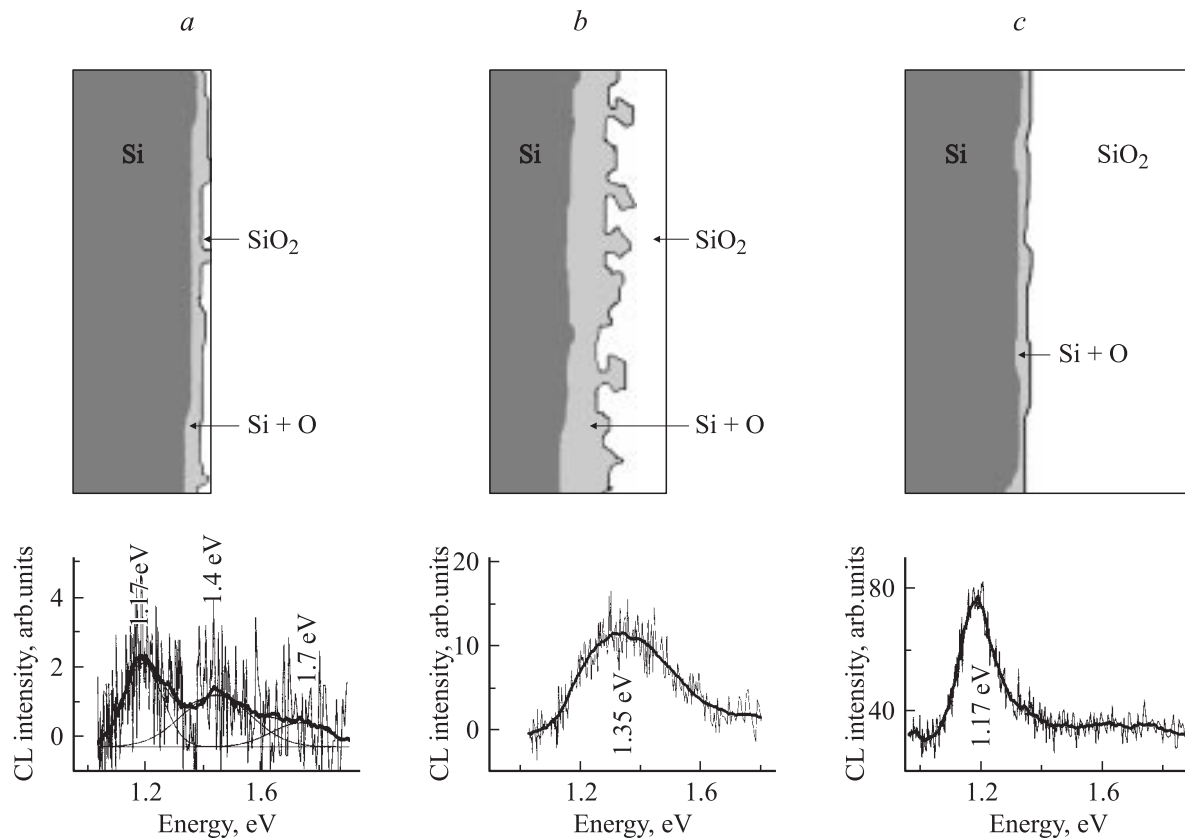 a
b
c
Si
SiO2
Si + O
Si
SiO2
Si + O
Si
SiO2
Si + O
CL intensity, arb.units
4
2
0
1.17 eV
1.4 eV
1.7 eV
1.2
1.6
Energy, eV
CL intensity, arb.units
20
10
0
1.35 eV
1.2
1.6
Energy, eV
CL intensity, arb.units
80
40
1.17 eV
1.2
1.6
Energy, eV